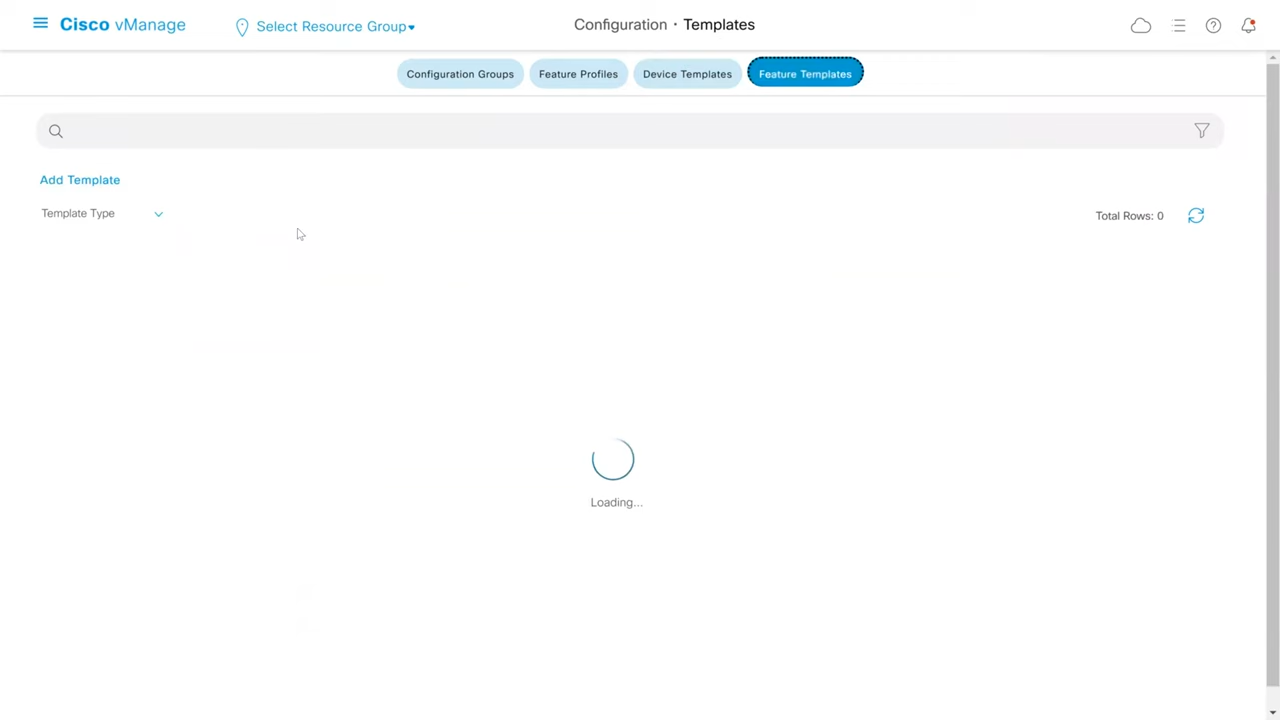 Cisco vManage
Select Resource Group
Configuration · Templates
Configuration Groups
Feature Profiles
Device Templates
Feature Templates
Add Template
Template Type
Total Rows: 0
Loading...